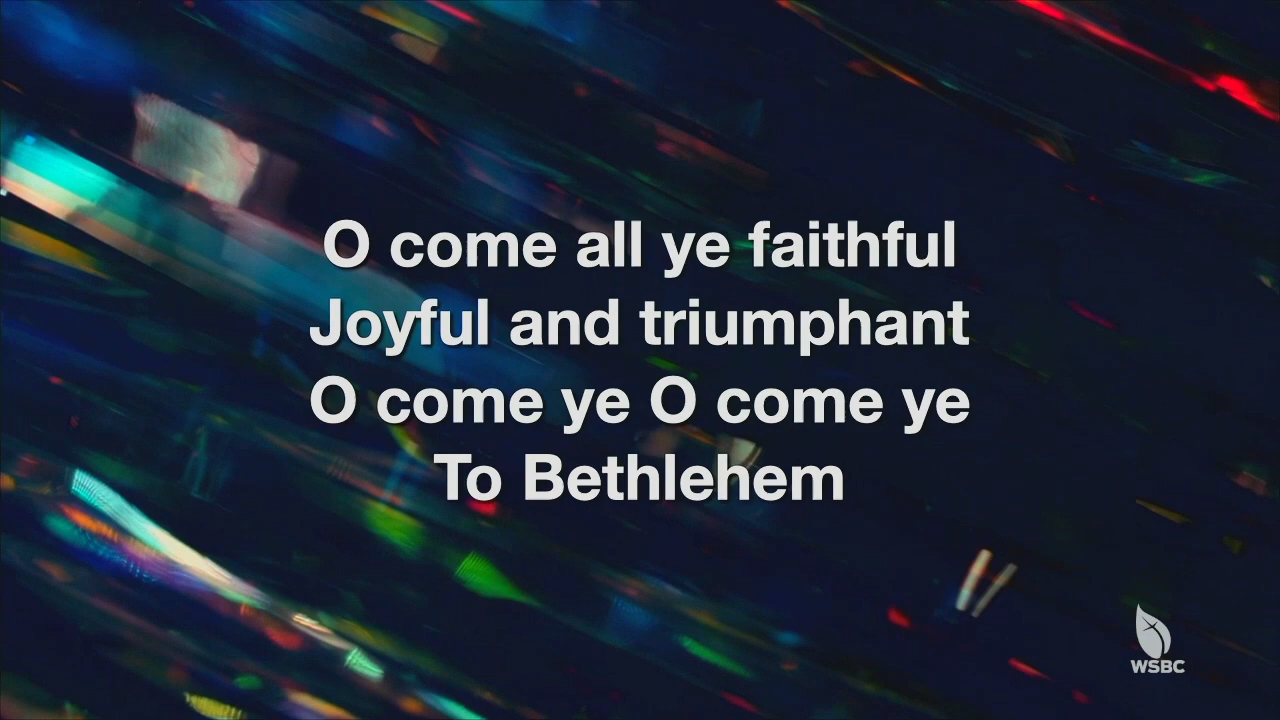 O come all ye faithful
Joyful and triumphant
O come ye O come ye
To Bethlehem
WSBC